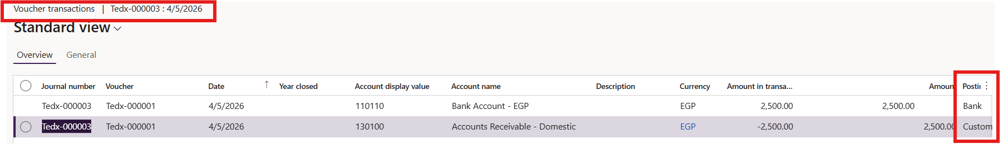 Voucher transactions | Tedx-000003 : 4/5/2026
Standard view
Overview General
Journal number Voucher Date Year closed Account display value Account name Description Currency Amount in transa... Amoun Postin
Tedx-000003 Tedx-000001 4/5/2026 110110 Bank Account - EGP EGP 2,500.00 2,500.00 Bank
Tedx-000003 Tedx-000001 4/5/2026 130100 Accounts Receivable - Domestic EGP -2,500.00 2,500.00 Custom